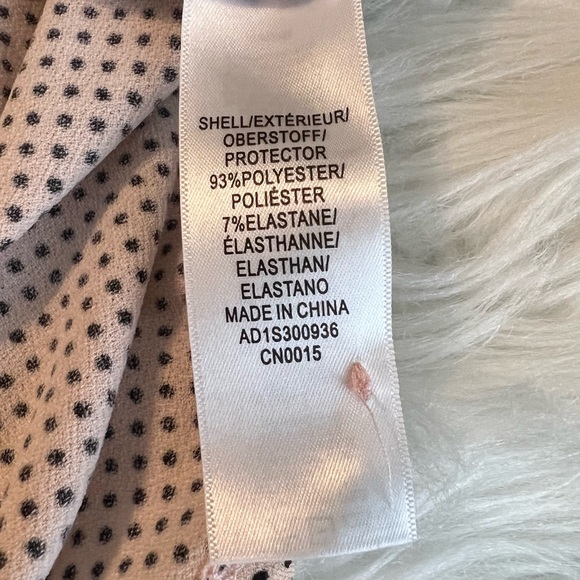 SHELL/EXTÉRIEUR/
OBERSTOFF/
PROTECTOR
93%POLYESTER/
POLIÉSTER
7%ELASTANE/
ÉLASTHANNE/
ELASTHAN/
ELASTANO
MADE IN CHINA
AD1S300936
CN0015